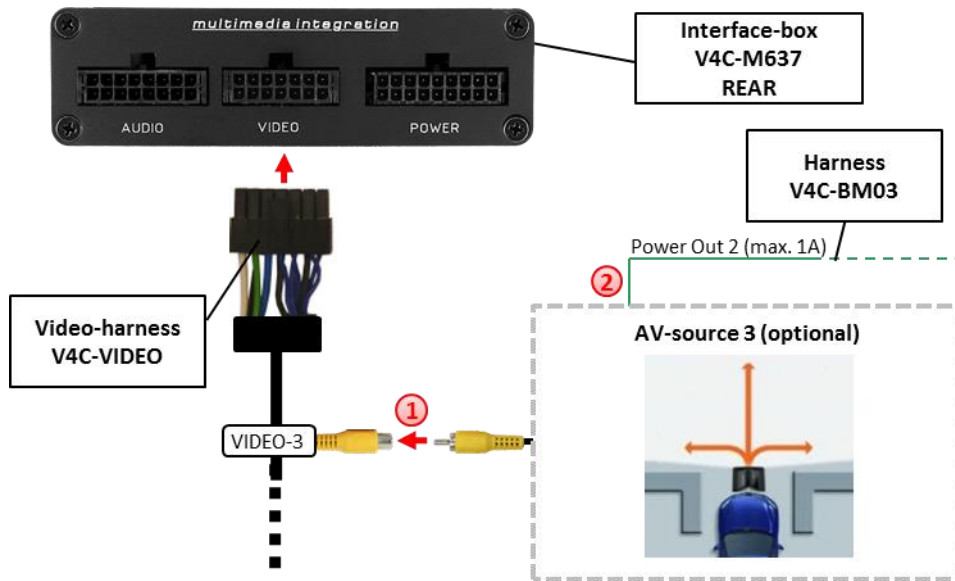 multimedia integration
AUDIO
VIDEO
POWER
Interface-box
V4C-M637
REAR
Harness
V4C-BM03
Power Out 2 (max. 1A)
2
Video-harness
V4C-VIDEO
AV-source 3 (optional)
1
VIDEO-3